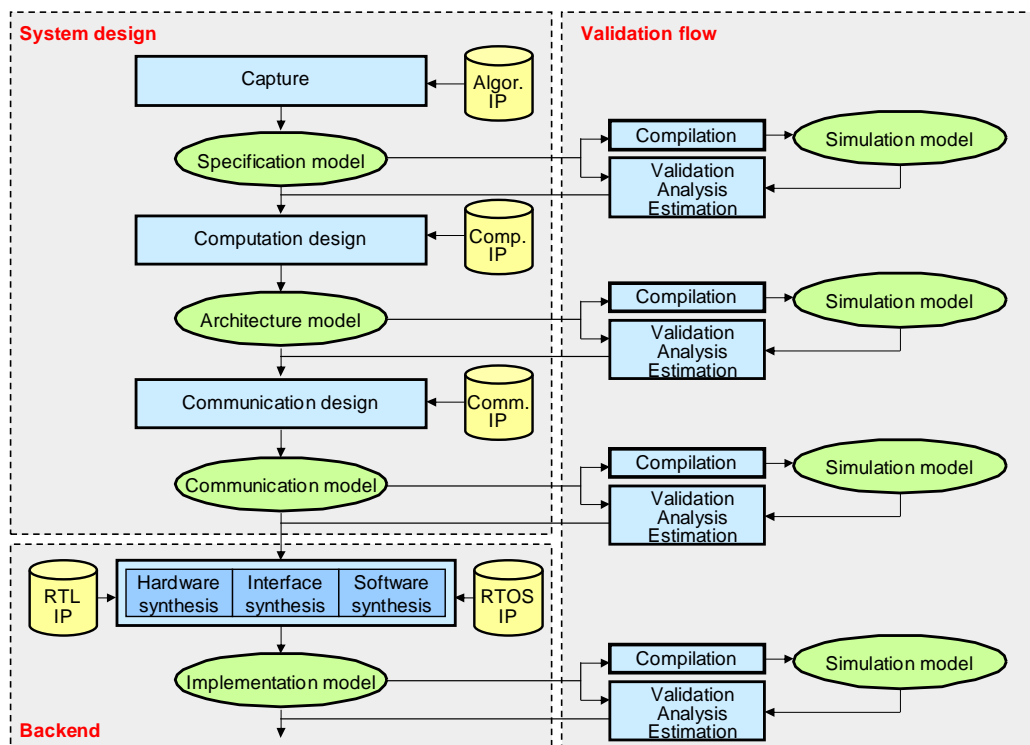 System design
Validation flow
Capture
Algor.
IP
Specification model
Compilation
Simulation model
Validation
Analysis
Estimation
Computation design
Comp.
IP
Architecture model
Compilation
Simulation model
Validation
Analysis
Estimation
Communication design
Comm.
IP
Communication model
Compilation
Simulation model
Validation
Analysis
Estimation
RTL
IP
Hardware
synthesis
Interface
synthesis
Software
synthesis
RTOS
IP
Implementation model
Compilation
Simulation model
Validation
Analysis
Estimation
Backend